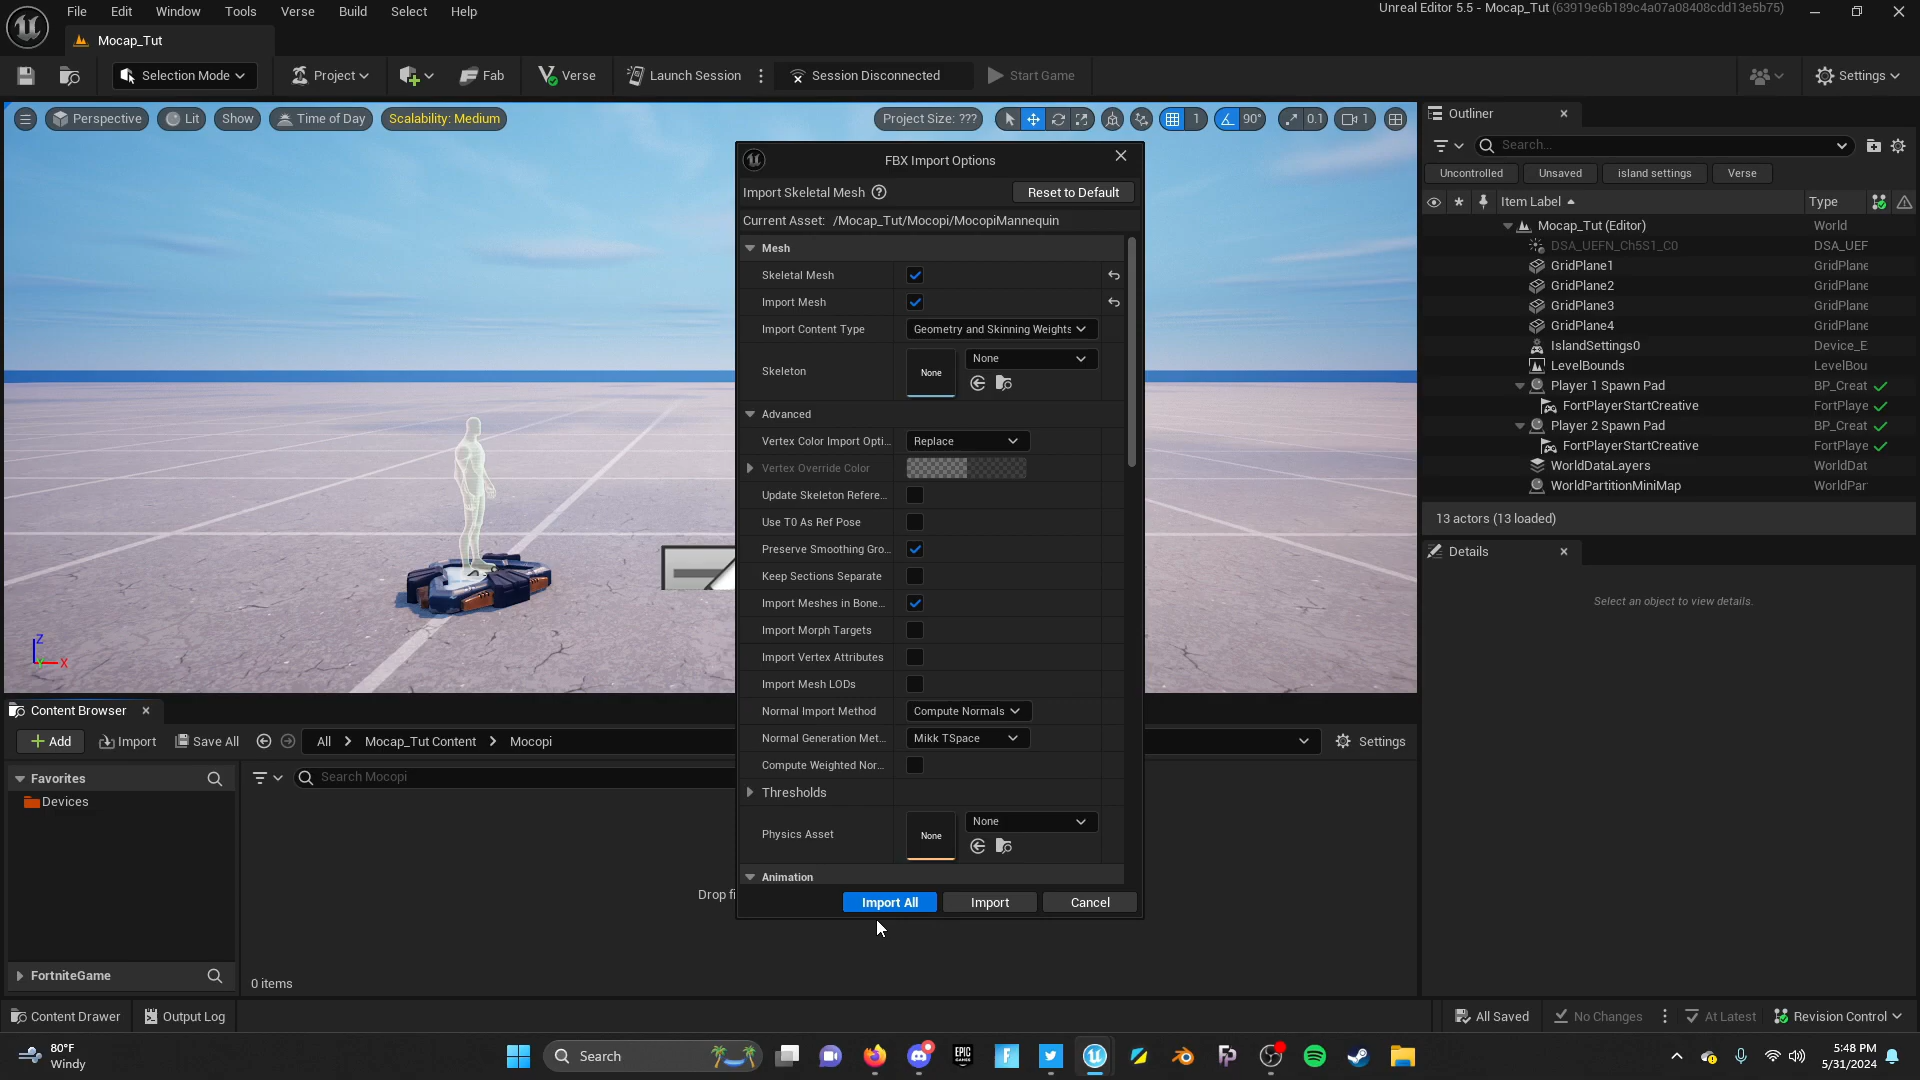 File Edit Window Tools Verse Build Select Help
Unreal Editor 5.5 - Mocap_Tut (63919e6b189c4a07a08408cdd13e5b75)
Mocap_Tut
Selection Mode Project Fab Verse Launch Session Session Disconnected Start Game Settings
Perspective Lit Show Time of Day Scalability: Medium Project Size: ??? 1 90° 0.1 1
FBX Import Options
Import Skeletal Mesh Reset to Default
Current Asset: /Mocap_Tut/Mocopi/MocopiMannequin
Mesh
Skeletal Mesh
Import Mesh
Import Content Type Geometry and Skinning Weights
Skeleton None None
Advanced
Vertex Color Import Opti... Replace
Vertex Override Color
Update Skeleton Refere...
Use T0 As Ref Pose
Preserve Smoothing Gro...
Keep Sections Separate
Import Meshes in Bone...
Import Morph Targets
Import Vertex Attributes
Import Mesh LODs
Normal Import Method Compute Normals
Normal Generation Met... Mikk TSpace
Compute Weighted Nor...
Thresholds
Physics Asset None None
Animation
Import All Import Cancel
Z
X
Outliner
Search...
Uncontrolled Unsaved island settings Verse
Item Label Type
Mocap_Tut (Editor) World
DSA_UEFN_Ch5S1_C0 DSA_UEF
GridPlane1 GridPlane
GridPlane2 GridPlane
GridPlane3 GridPlane
GridPlane4 GridPlane
IslandSettings0 Device_E
LevelBounds LevelBou
Player 1 Spawn Pad BP_Creat
FortPlayerStartCreative FortPlaye
Player 2 Spawn Pad BP_Creat
FortPlayerStartCreative FortPlaye
WorldDataLayers WorldDat
WorldPartitionMiniMap WorldPar
13 actors (13 loaded)
Details
Select an object to view details.
Content Browser
Add Import Save All All Mocap_Tut Content Mocopi Settings
Favorites
Devices
Search Mocopi
Drop fi
FortniteGame
0 items
Content Drawer Output Log All Saved No Changes At Latest Revision Control
80°F
Windy
Search
EPIC GAMES
5:48 PM
5/31/2024